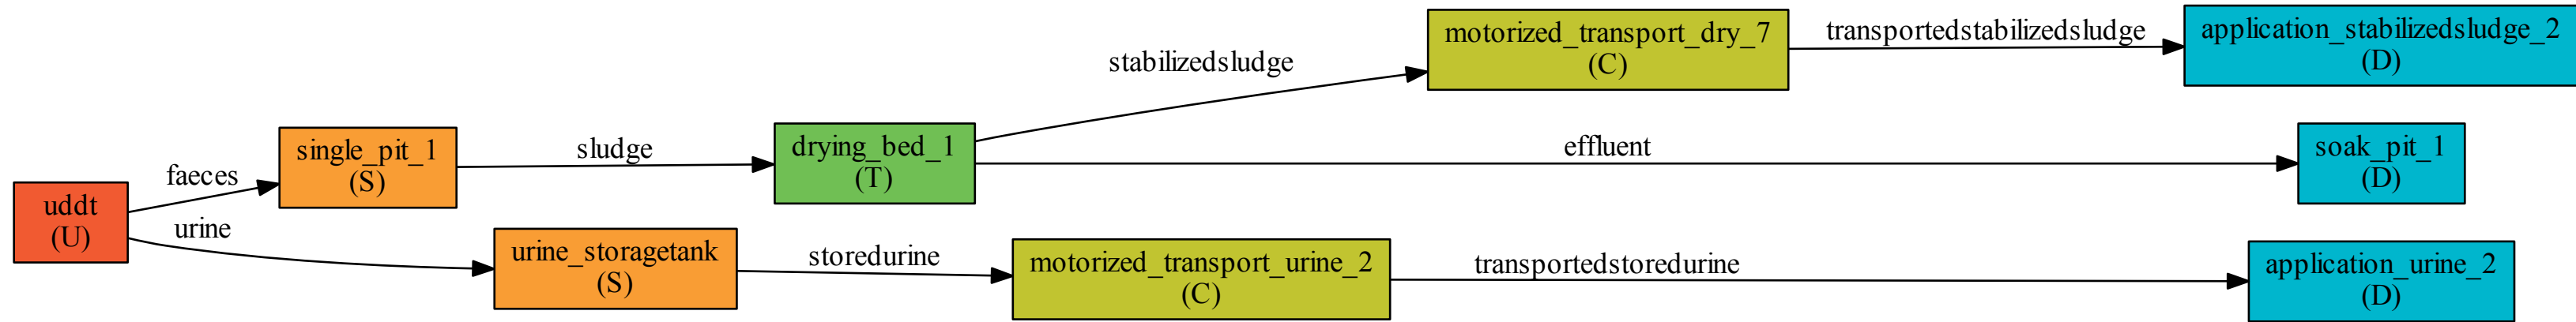 uddt
(U)
faeces
urine
single_pit_1
(S)
sludge
urine_storagetank
(S)
storedurine
drying_bed_1
(T)
stabilizedsludge
effluent
motorized_transport_urine_2
(C)
transportedstoredurine
motorized_transport_dry_7
(C)
transportedstabilizedsludge
application_stabilizedsludge_2
(D)
soak_pit_1
(D)
application_urine_2
(D)